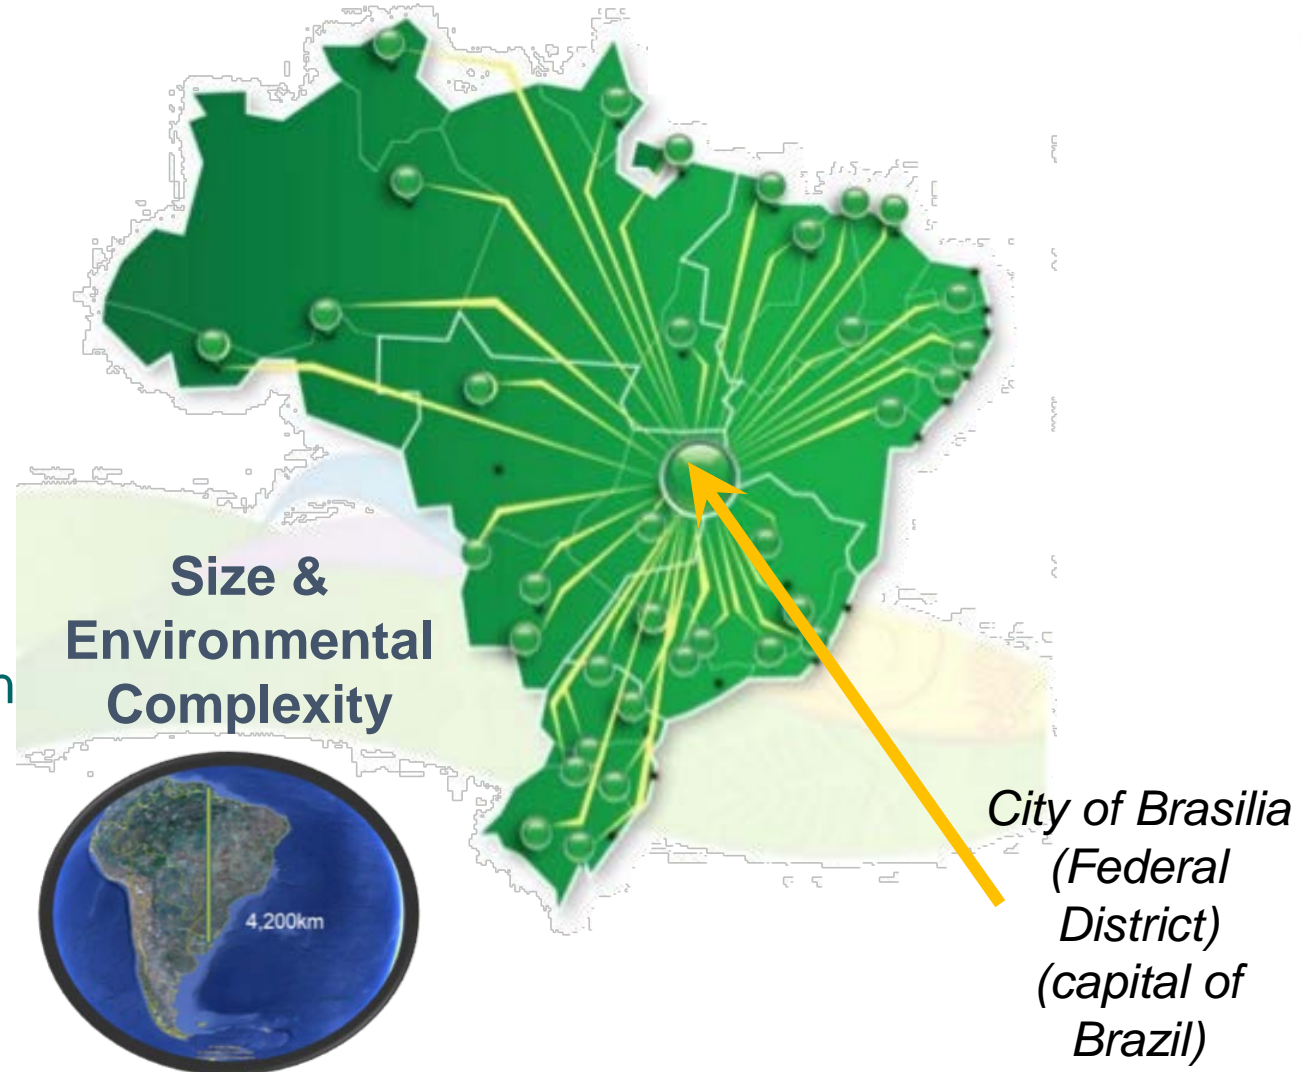 Size &
Environmental
Complexity
n
4,200km
City of Brasilia
(Federal
District)
(capital of
Brazil)